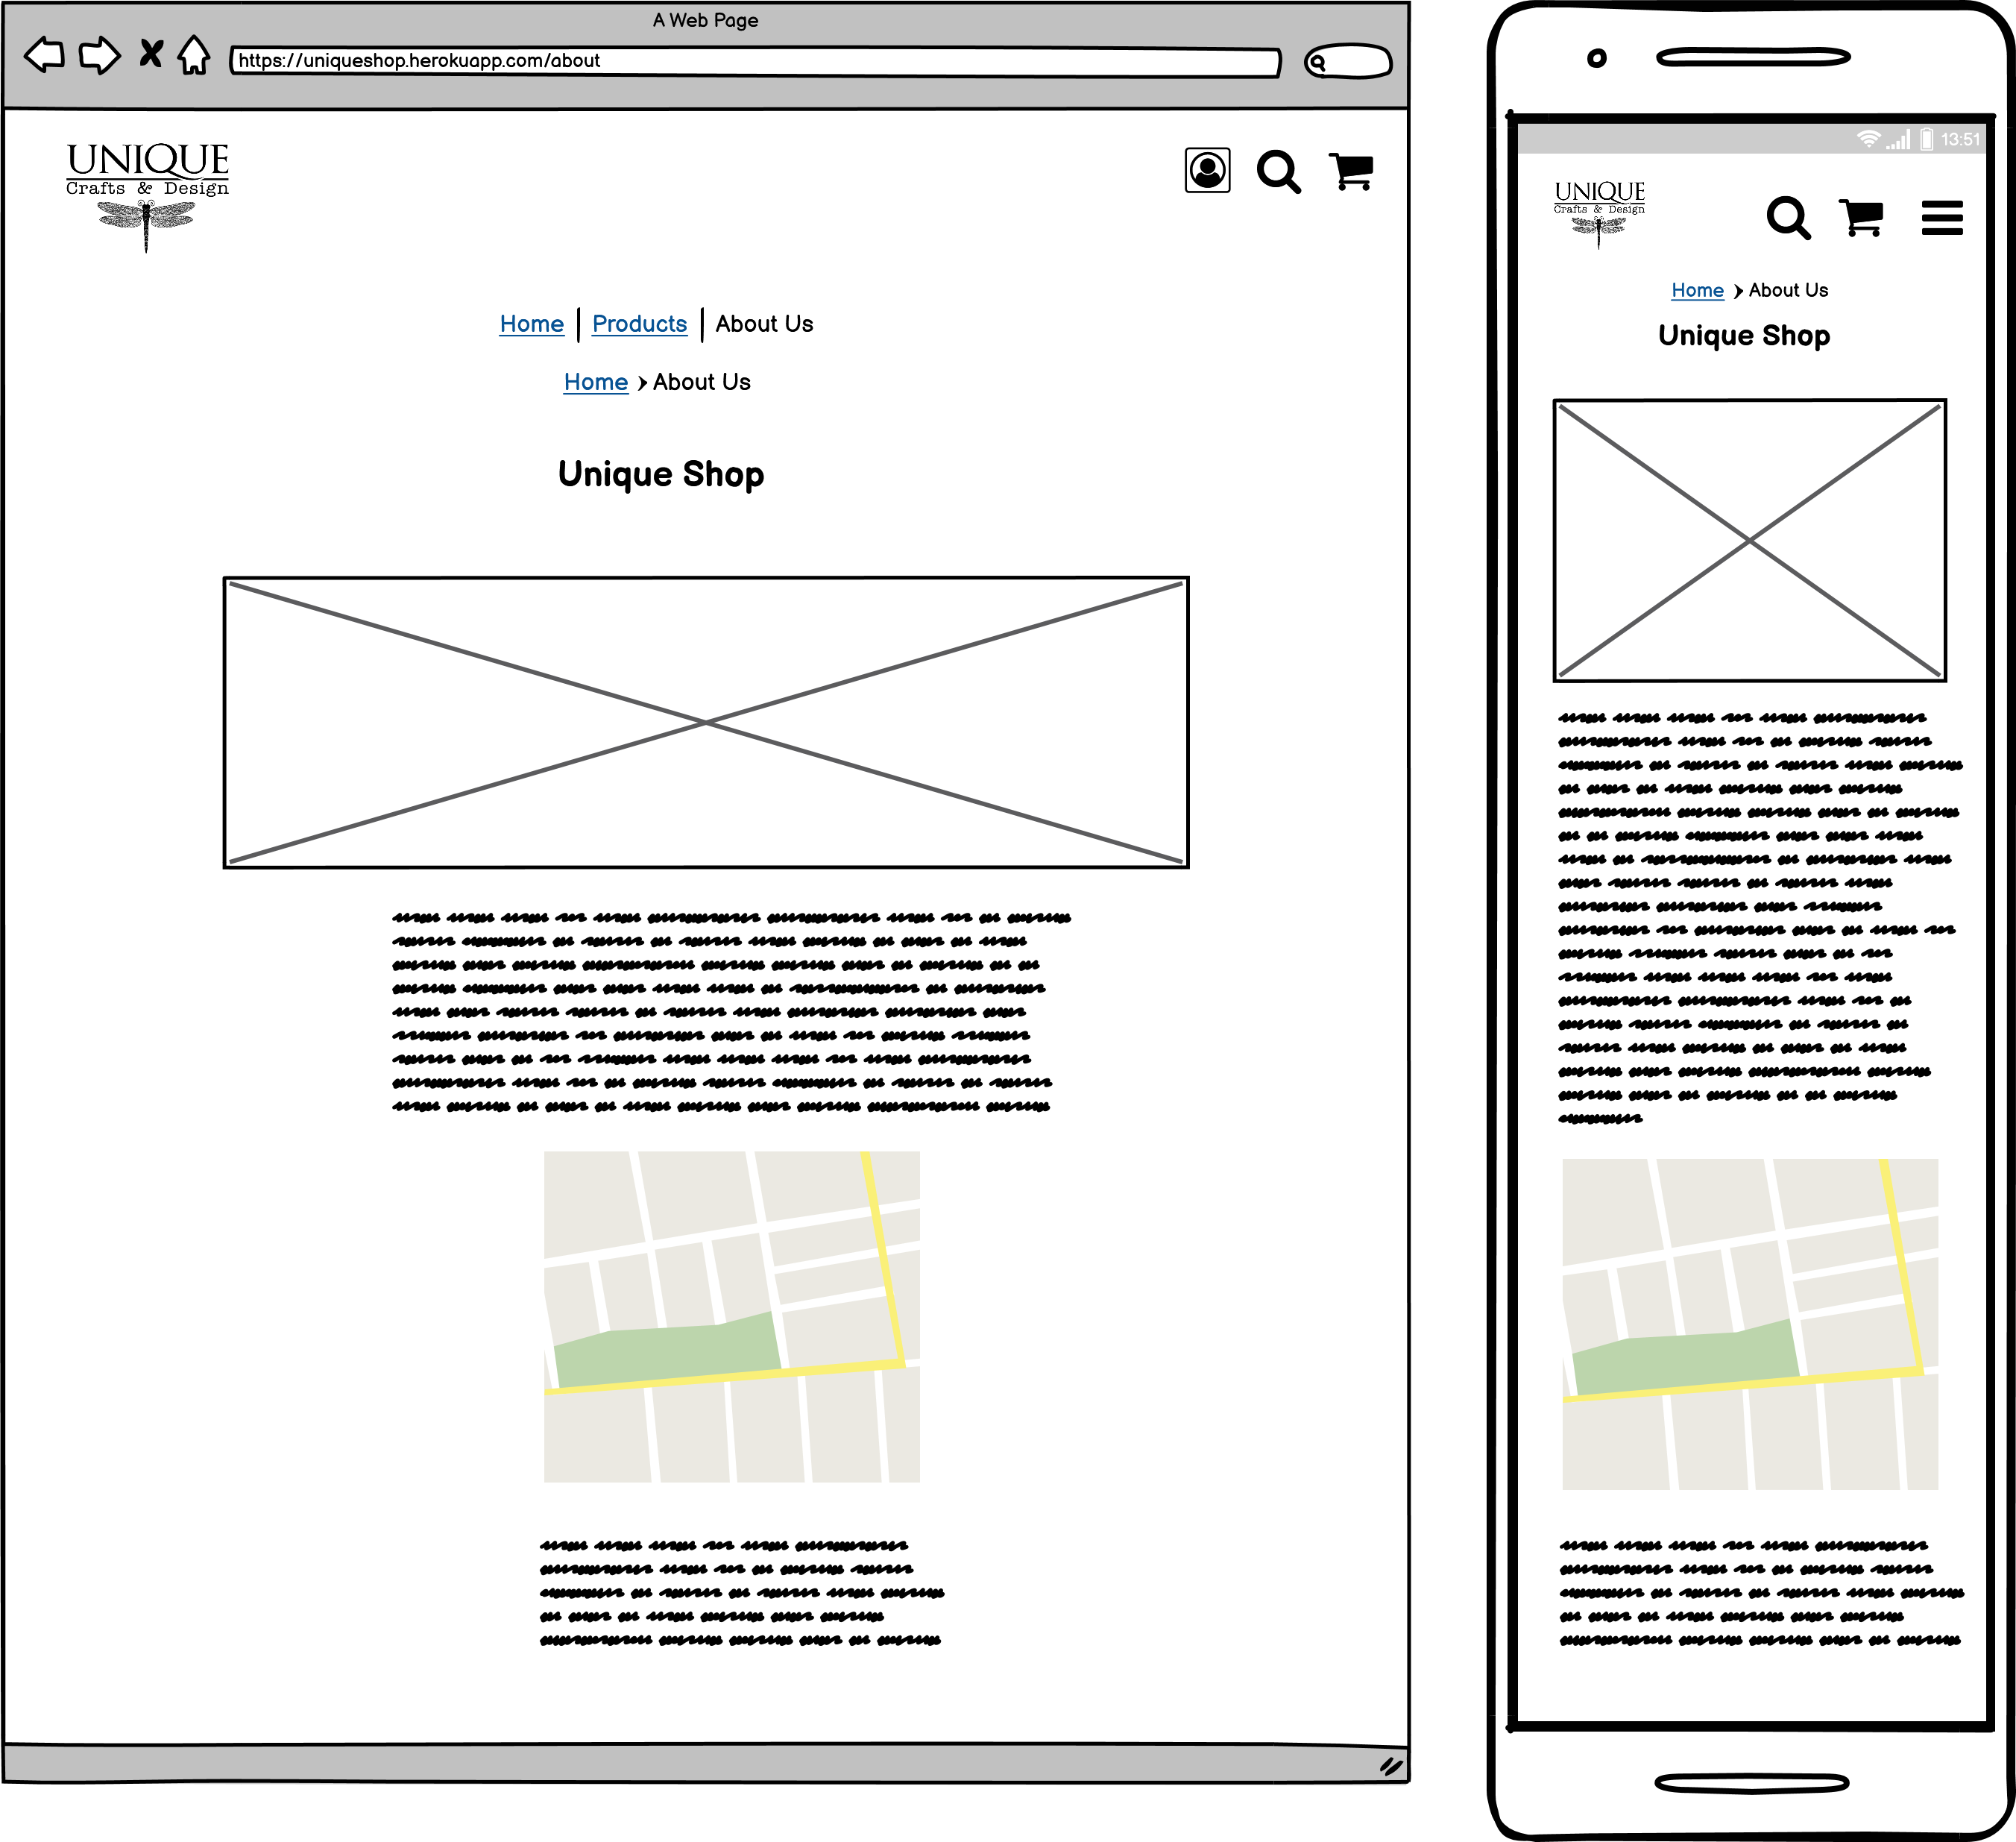 A Web Page
https://uniqueshop.herokuapp.com/about
UNIQUE
Crafts & Design
Home | Products | About Us
Home > About Us
Unique Shop
13:51
UNIQUE
Crafts & Design
Home > About Us
Unique Shop